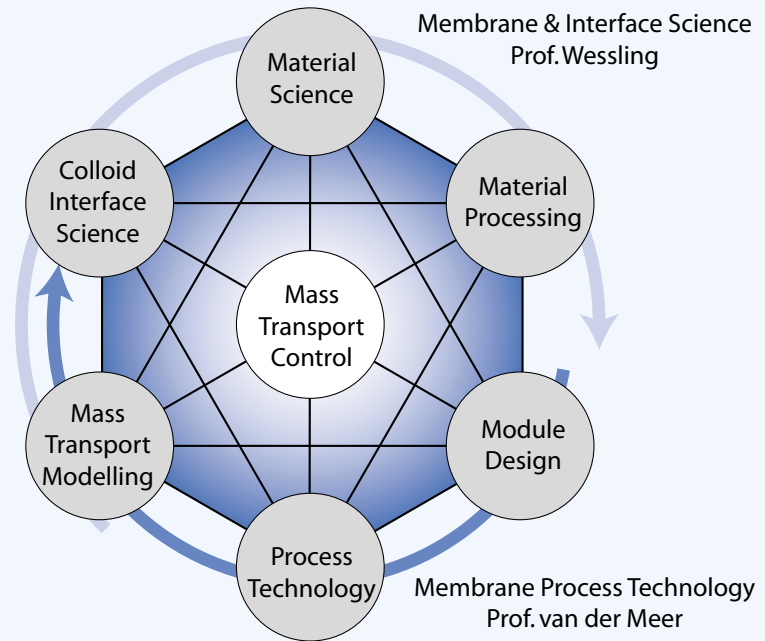 Membrane & Interface Science
Prof. Wessling
Material
Science
Colloid
Interface
Science
Material
Processing
Mass
Transport
Control
Mass
Transport
Modelling
Module
Design
Process
Technology
Membrane Process Technology
Prof. van der Meer